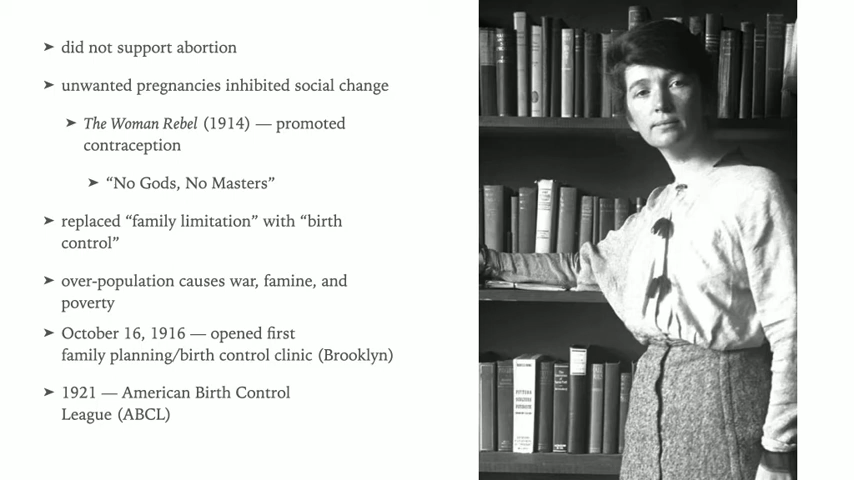 ➤ did not support abortion
➤ unwanted pregnancies inhibited social change
➤ The Woman Rebel (1914) — promoted
contraception
➤ “No Gods, No Masters”
➤ replaced “family limitation” with “birth
control”
➤ over-population causes war, famine, and
poverty
➤ October 16, 1916 — opened first
family planning/birth control clinic (Brooklyn)
➤ 1921 — American Birth Control
League (ABCL)